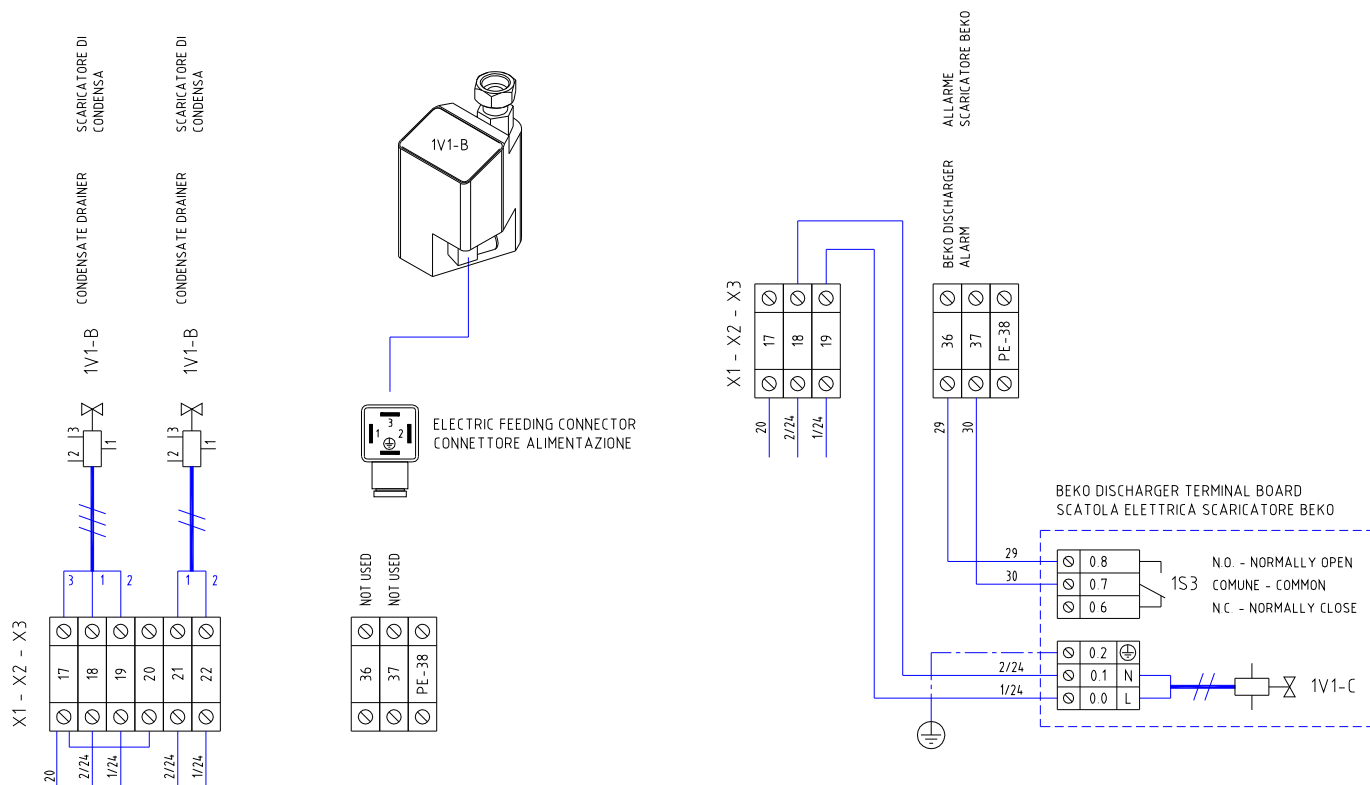 SCARICATORE DI
CONDENSA
CONDENSATE DRAINER
1V1-B
3
2
1
3 1 2
X1 - X2 - X3
17 18 19 20 21 22
20 2/24 1/24 2/24 1/24
SCARICATORE DI
CONDENSA
CONDENSATE DRAINER
1V1-B
3
2
1
1 2
1V1-B
3
1 2
ELECTRIC FEEDING CONNECTOR
CONNETTORE ALIMENTAZIONE
NOT USED
NOT USED
36 37 PE-38
X1 - X2 - X3
17 18 19
20 2/24 1/24
ALLARME
SCARICATORE BEKO
BEKO DISCHARGER
ALARM
36 37 PE-38
29 30
BEKO DISCHARGER TERMINAL BOARD
SCATOLA ELETTRICA SCARICATORE BEKO
29 0.8 N.O. - NORMALLY OPEN
30 0.7 1S3 COMUNE - COMMON
0.6 N.C. - NORMALLY CLOSE
0.2
2/24 0.1 N
1/24 0.0 L
1V1-C